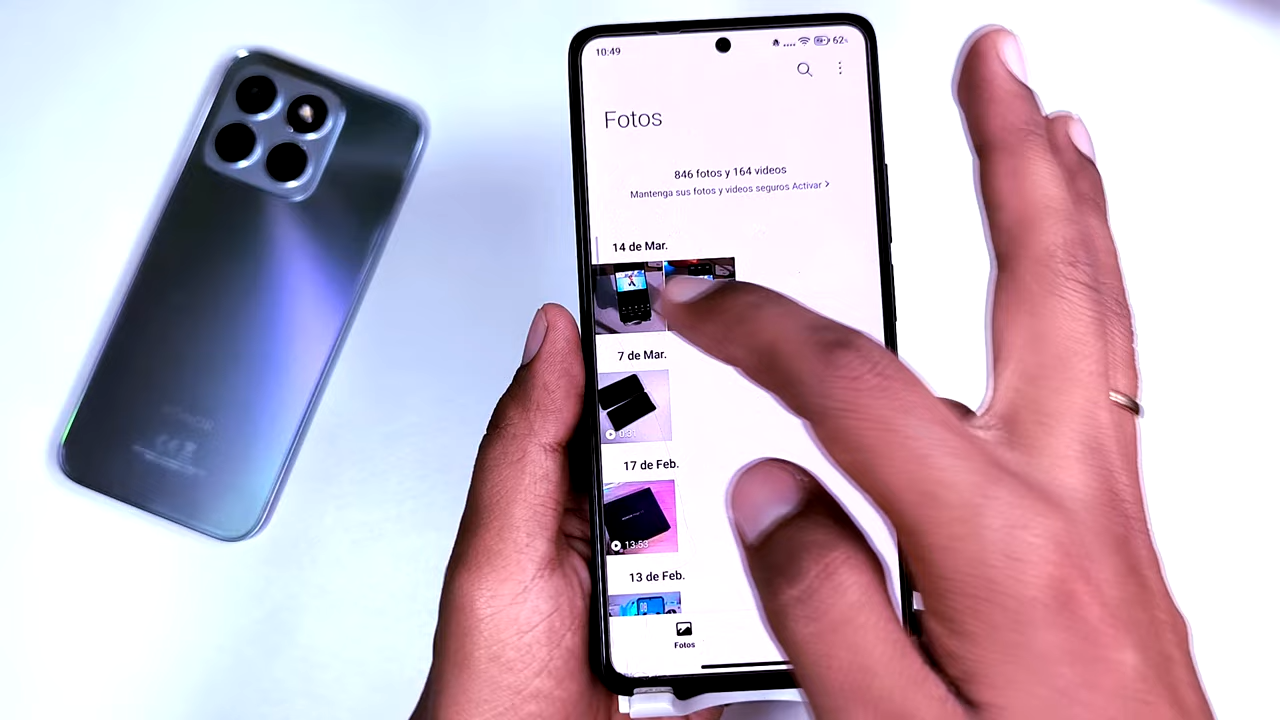 10:49
62%
Fotos
846 fotos y 164 videos
Mantenga sus fotos y videos seguros Activar >
14 de Mar.
7 de Mar.
17 de Feb.
13:53
13 de Feb.
Fotos